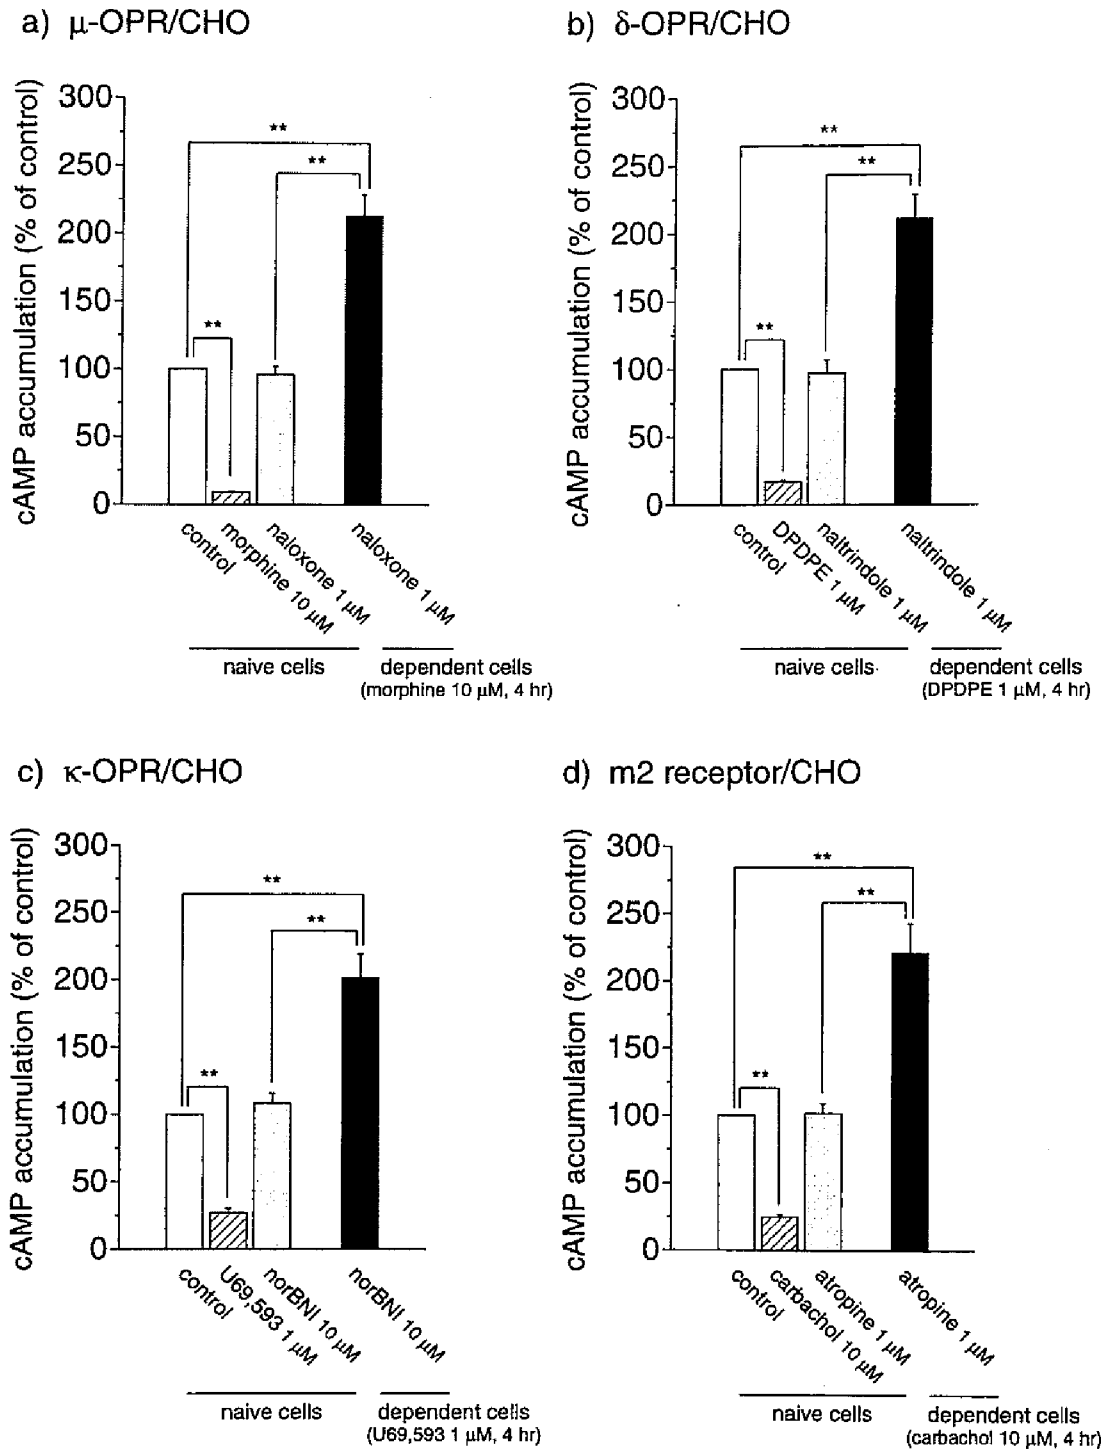 a) μ-OPR/CHO
cAMP accumulation (% of control)
300
250
200
150
100
50
0
**
**
**
control
morphine 10 μM
naloxone 1 μM
naloxone 1 μM
naive cells
dependent cells
(morphine 10 μM, 4 hr)
b) δ-OPR/CHO
cAMP accumulation (% of control)
300
250
200
150
100
50
0
**
**
**
control
DPDPE 1 μM
naltrindole 1 μM
naltrindole 1 μM
naive cells
dependent cells
(DPDPE 1 μM, 4 hr)
c) κ-OPR/CHO
cAMP accumulation (% of control)
300
250
200
150
100
50
0
**
**
**
control
U69,593 1 μM
norBNI 10 μM
norBNI 10 μM
naive cells
dependent cells
(U69,593 1 μM, 4 hr)
d) m2 receptor/CHO
cAMP accumulation (% of control)
300
250
200
150
100
50
0
**
**
**
control
carbachol 10 μM
atropine 1 μM
atropine 1 μM
naive cells
dependent cells
(carbachol 10 μM, 4 hr)